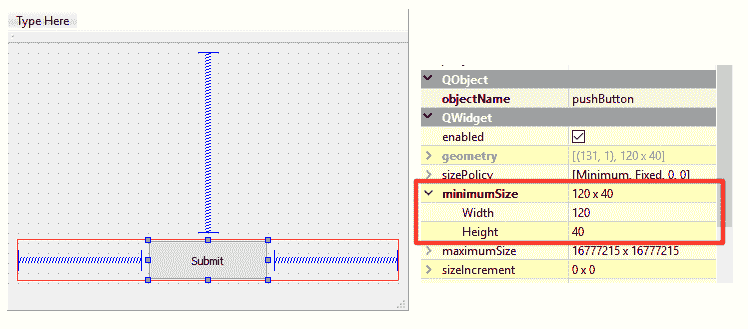 Type Here
Submit
QObject
objectName pushButton
QWidget
enabled
geometry [(131, 1), 120 x 40]
sizePolicy [Minimum, Fixed, 0, 0]
minimumSize 120 x 40
Width 120
Height 40
maximumSize 16777215 x 16777215
sizeIncrement 0 x 0